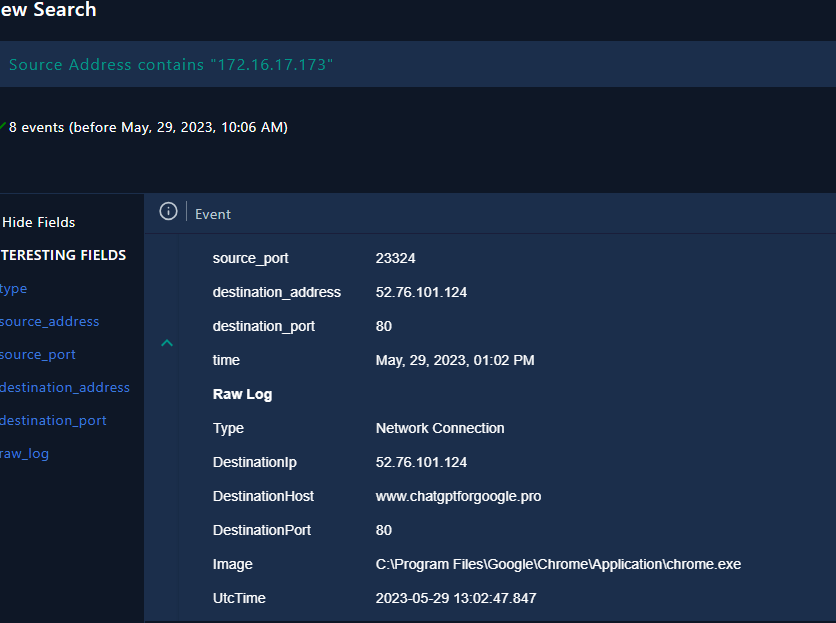 ew Search
Source Address contains "172.16.17.173"
8 events (before May, 29, 2023, 10:06 AM)
Hide Fields
Event
TERESTING FIELDS
type
source_address
source_port
destination_address
destination_port
raw_log
source_port 23324
destination_address 52.76.101.124
destination_port 80
time May, 29, 2023, 01:02 PM
Raw Log
Type Network Connection
DestinationIp 52.76.101.124
DestinationHost www.chatgptforgoogle.pro
DestinationPort 80
Image C:\Program Files\Google\Chrome\Application\chrome.exe
UtcTime 2023-05-29 13:02:47.847